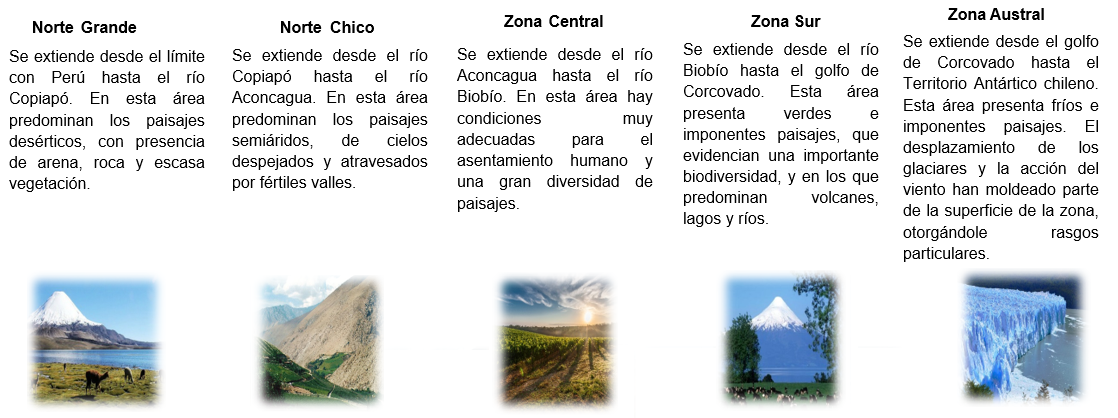 Norte Grande
Se extiende desde el límite
con Perú hasta el río
Copiapó. En esta área
predominan los paisajes
desérticos, con presencia
de arena, roca y escasa
vegetación.
Norte Chico
Se extiende desde el río
Copiapó hasta el río
Aconcagua. En esta área
predominan los paisajes
semiáridos, de cielos
despejados y atravesados
por fértiles valles.
Zona Central
Se extiende desde el río
Aconcagua hasta el río
Biobío. En esta área hay
condiciones muy
adecuadas para el
asentamiento humano y
una gran diversidad de
paisajes.
Zona Sur
Se extiende desde el río
Biobío hasta el golfo de
Corcovado. Esta área
presenta verdes e
imponentes paisajes, que
evidencian una importante
biodiversidad, y en los que
predominan volcanes,
lagos y ríos.
Zona Austral
Se extiende desde el golfo
de Corcovado hasta el
Territorio Antártico chileno.
Esta área presenta fríos e
imponentes paisajes. El
desplazamiento de los
glaciares y la acción del
viento han moldeado parte
de la superficie de la zona,
otorgándole rasgos
particulares.